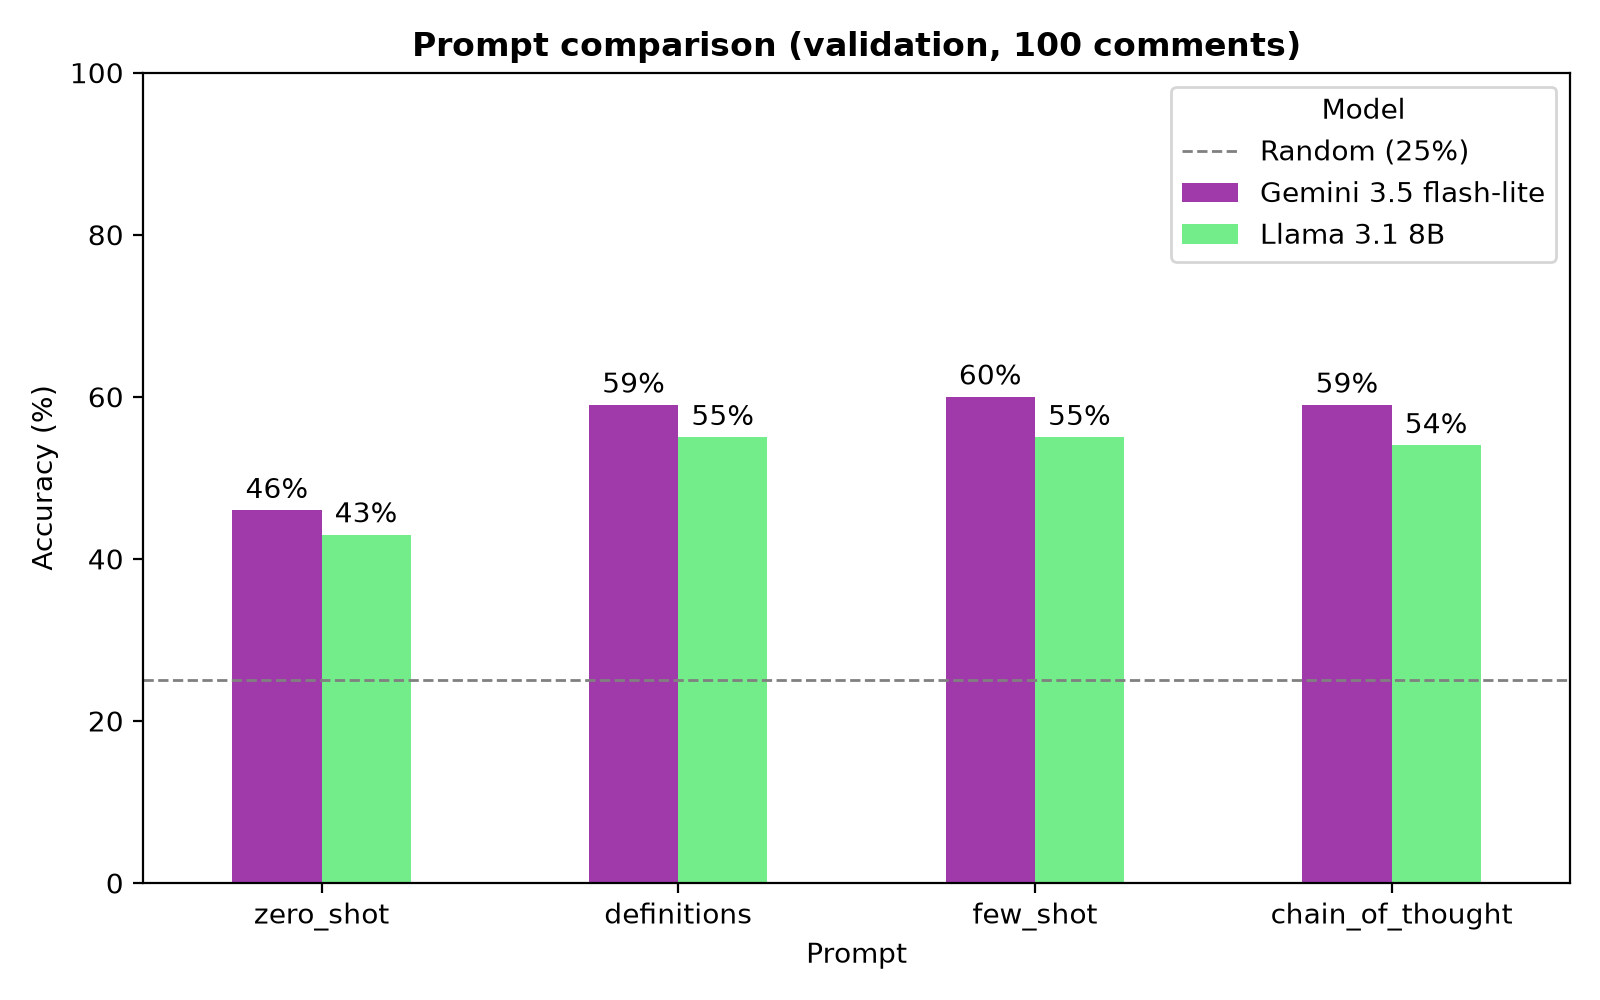 Prompt comparison (validation, 100 comments)
Model
Random (25%)
Gemini 3.5 flash-lite
Llama 3.1 8B
Accuracy (%)
100
80
60
40
20
0
46%
43%
59%
55%
60%
55%
59%
54%
zero_shot
definitions
few_shot
chain_of_thought
Prompt